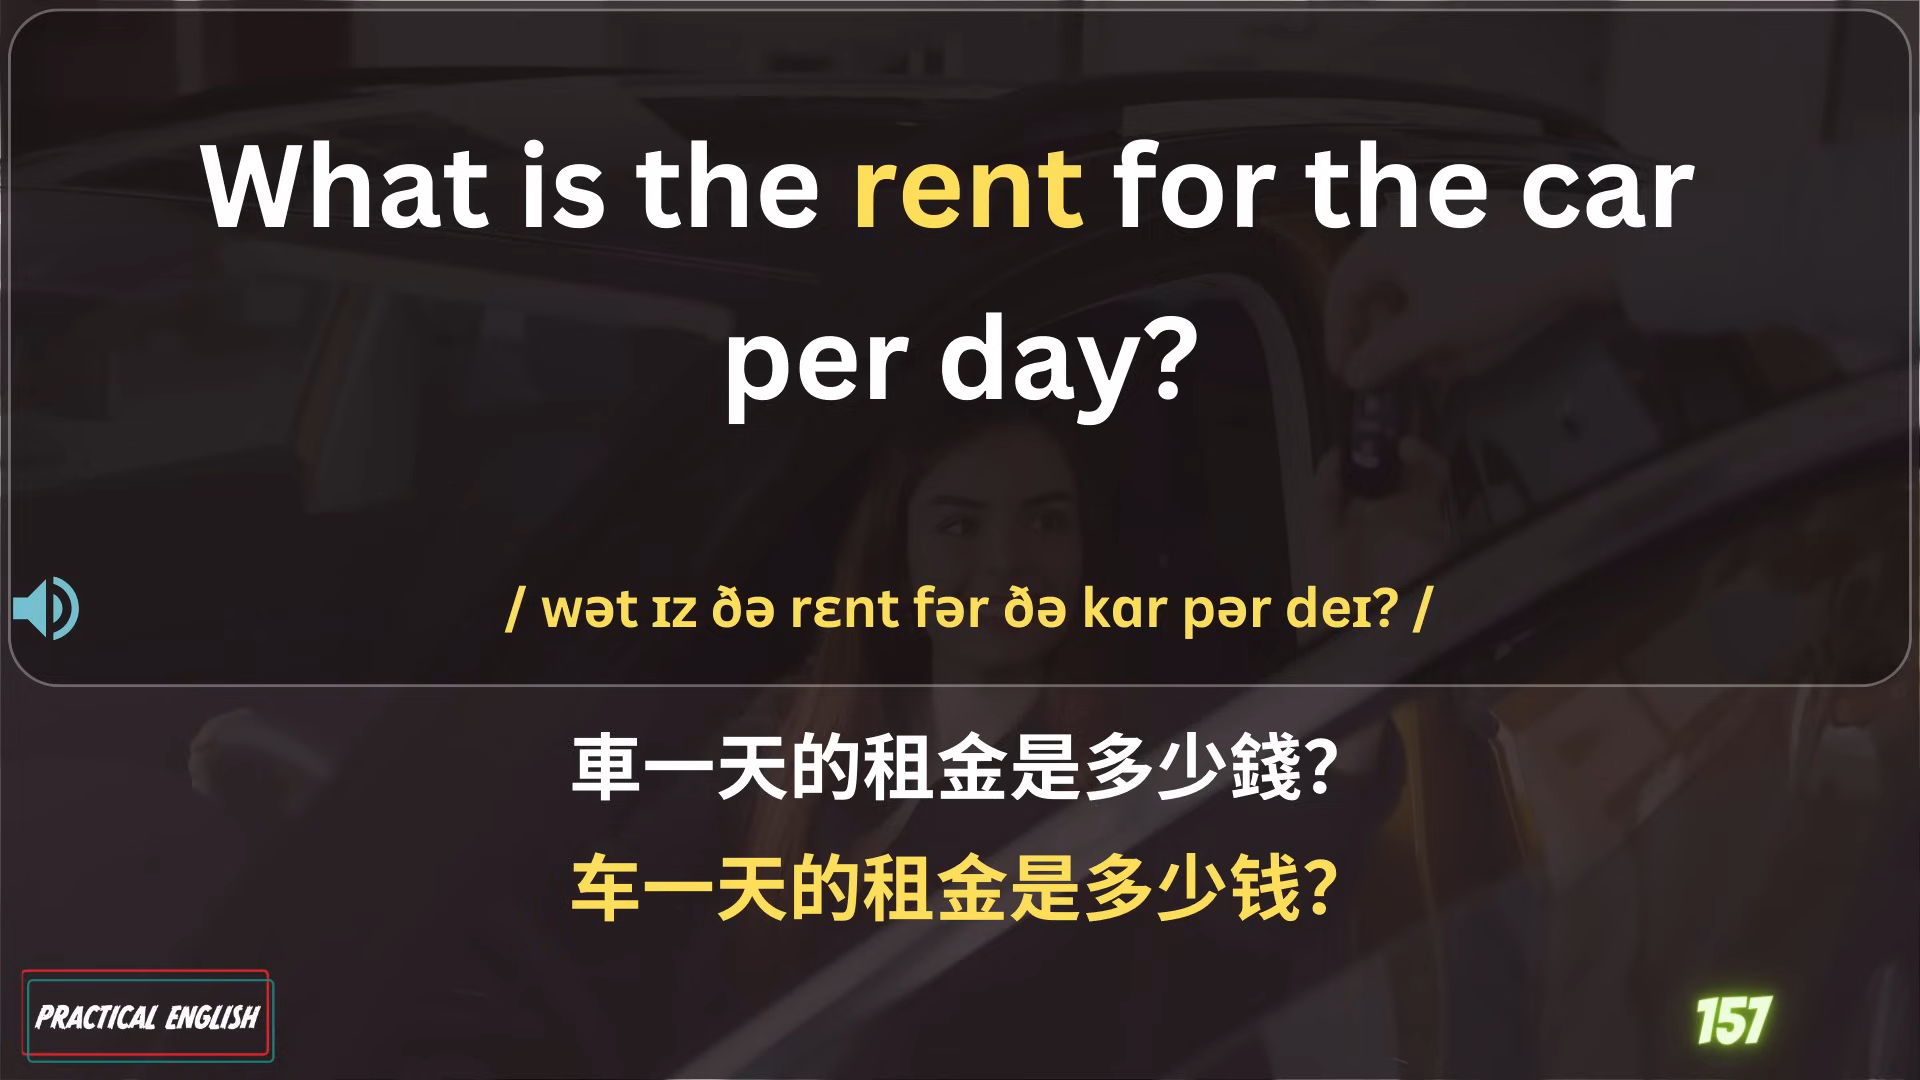 What is the rent for the car
per day?
/ wət ɪz ðə rɛnt fər ðə kɑr pər deɪ? /
車一天的租金是多少錢?
车一天的租金是多少钱?
PRACTICAL ENGLISH
157